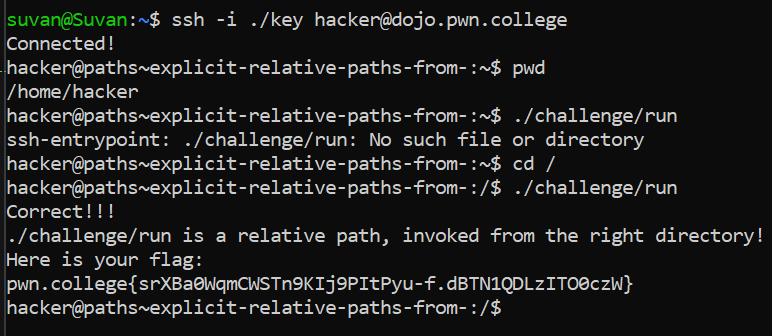 suvan@Suvan:~$ ssh -i ./key hacker@dojo.pwn.college
Connected!
hacker@paths~explicit-relative-paths-from-:~$ pwd
/home/hacker
hacker@paths~explicit-relative-paths-from-:~$ ./challenge/run
ssh-entrypoint: ./challenge/run: No such file or directory
hacker@paths~explicit-relative-paths-from-:~$ cd /
hacker@paths~explicit-relative-paths-from-:/$ ./challenge/run
Correct!!!
./challenge/run is a relative path, invoked from the right directory!
Here is your flag:
pwn.college{srXBa0WqmCWSTn9KIj9PItPyu-f.dBTN1QDLzITO0czW}
hacker@paths~explicit-relative-paths-from-:/$